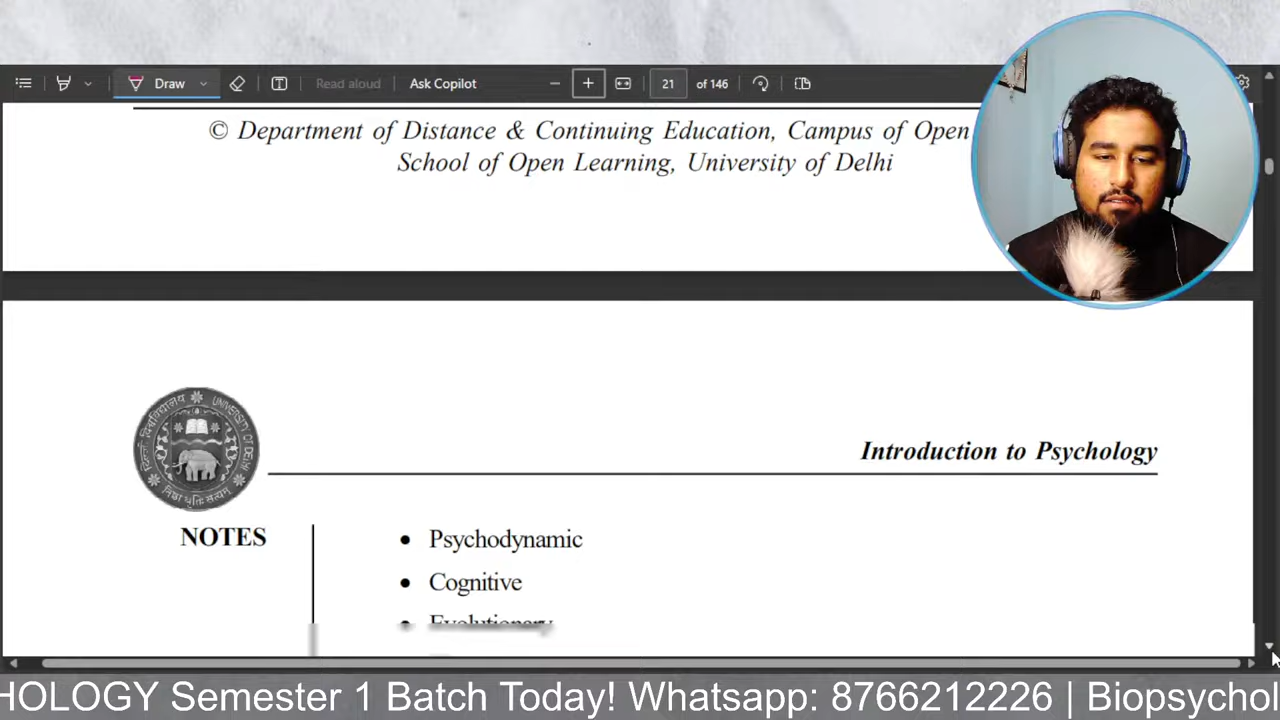 Draw
Read aloud
Ask Copilot
21
of 146
© Department of Distance & Continuing Education, Campus of Open
School of Open Learning, University of Delhi
Introduction to Psychology
NOTES
• Psychodynamic
• Cognitive
• Evolutionary
HOLOGY Semester 1 Batch Today! Whatsapp: 8766212226 | Biopsychol